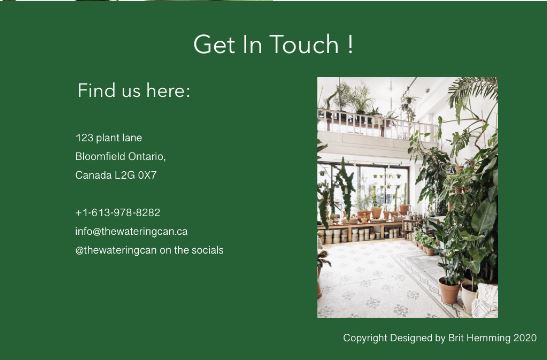 Get In Touch !
Find us here:
123 plant lane
Bloomfield Ontario,
Canada L2G 0X7
+1-613-978-8282
info@thewateringcan.ca
@thewateringcan on the socials
Copyright Designed by Brit Hemming 2020